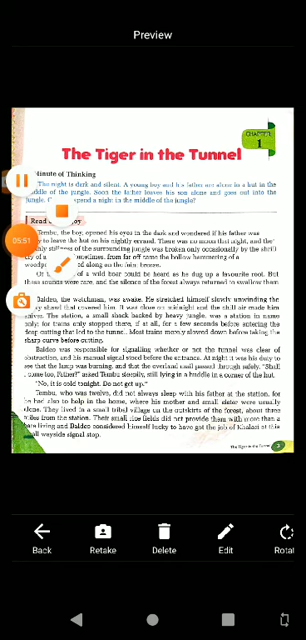 Preview
CHAPTER
1
The Tiger in the Tunnel
Minute of Thinking
The night is dark and silent. A young boy and his father are alone in a hut in the
middle of the jungle. Soon the father leaves his son alone and goes out into the
jungle. spend a night in the middle of the jungle?
Read
Tembu, the boy, opened his eyes in the dark and wondered if his father was
to leave the hut on his nightly errand. There was no moon that night, and the
stillness of the surrounding jungle was broken only occasionally by the shrill
of a Sometimes, from far came the hollow hammering of a
along on the faint breeze.
Or of a wild boar could be heard as he dug up a favourite root. But
these sounds were rare, and the silence of the forest always returned to swallow them
Baldeo, the watchman, was awake. He stretched himself slowly unwinding the
heavy shawl that covered him. It was close on midnight and the chill air made him
shiver. The station, a small shack backed by heavy jungle, was a station in name
only; for trains only stopped there, if at all, for a few seconds before entering the
deep cutting that led to the tunnel. Most trains merely slowed down before taking the
sharp curve before cutting.
Baldeo was responsible for signalling whether or not the tunnel was clear of
obstruction, and his manual signal stood before the entrance. At night it was his duty to
see that the lamp was burning, and that the overland mail passed through safely. "Shall
I come too, Father?" asked Tembu sleepily, still lying in a huddle in a corner of the hut.
"No, it is cold tonight. Do not get up."
Tembu, who was twelve, did not always sleep with his father at the station, for
he had also to help in the home, where his mother and small sister were usually
alone. They lived in a small tribal village on the outskirts of the forest, about three
miles from the station. Their small rice fields did not provide them with more than a
bare living and Baldeo considered himself lucky to have got the job of Khalasi at this
small wayside signal stop.
The Tiger in the Tunnel
05:51
Back
Retake
Delete
Edit
Rotat